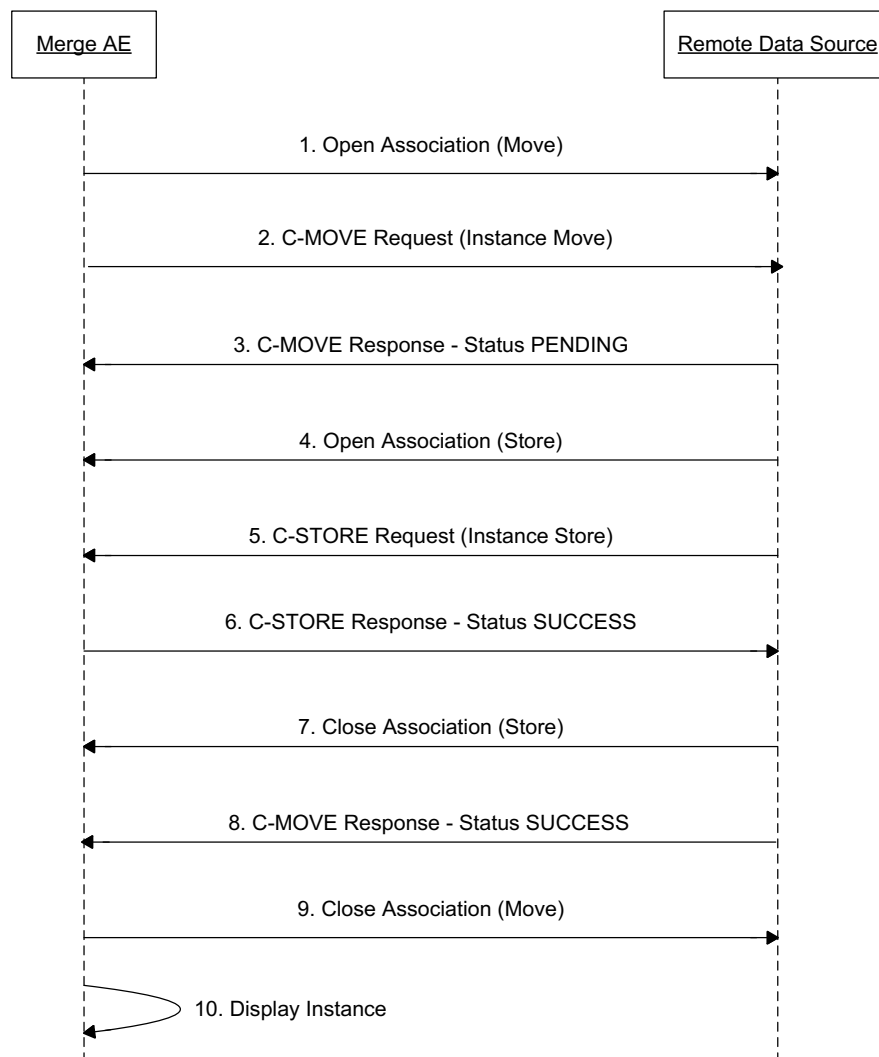 Merge AE
Remote Data Source
1. Open Association (Move)
2. C-MOVE Request (Instance Move)
3. C-MOVE Response - Status PENDING
4. Open Association (Store)
5. C-STORE Request (Instance Store)
6. C-STORE Response - Status SUCCESS
7. Close Association (Store)
8. C-MOVE Response - Status SUCCESS
9. Close Association (Move)
10. Display Instance